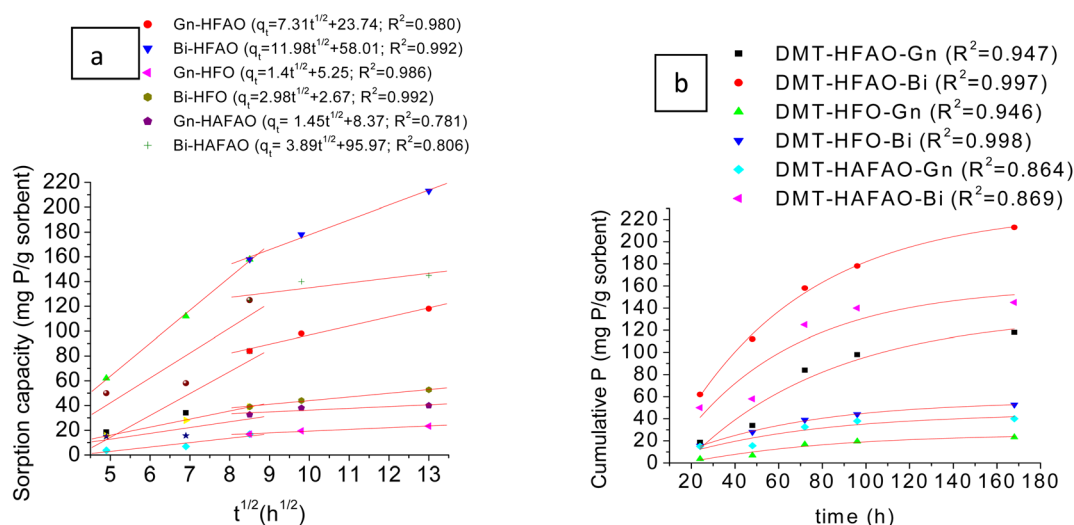 a
Gn-HFAO (qt=7.31t1/2+23.74; R2=0.980)
Bi-HFAO (qt=11.98t1/2+58.01; R2=0.992)
Gn-HFO (qt=1.4t1/2+5.25; R2=0.986)
Bi-HFO (qt=2.98t1/2+2.67; R2=0.992)
Gn-HAFAO (qt= 1.45t1/2+8.37; R2=0.781)
Bi-HAFAO (qt= 3.89t1/2+95.97; R2=0.806)
Sorption capacity (mg P/g sorbent)
220
200
180
160
140
120
100
80
60
40
20
0
5 6 7 8 9 10 11 12 13
t1/2(h1/2)
b
DMT-HFAO-Gn (R2=0.947)
DMT-HFAO-Bi (R2=0.997)
DMT-HFO-Gn (R2=0.946)
DMT-HFO-Bi (R2=0.998)
DMT-HAFAO-Gn (R2=0.864)
DMT-HAFAO-Bi (R2=0.869)
Cumulative P (mg P/g sorbent)
220
200
180
160
140
120
100
80
60
40
20
0
20 40 60 80 100 120 140 160 180
time (h)